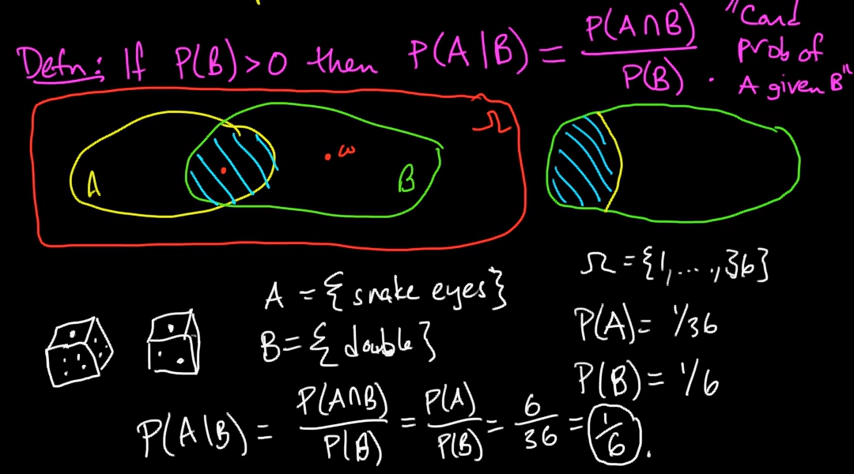 Defn: If P(B)>0 then P(A|B) = P(A∩B)/P(B).
"Cond
prob of
A given B"
Ω
A
ω
B
A = {snake eyes}
B = {double}
Ω = {1,...,36}
P(A) = 1/36
P(B) = 1/6
P(A|B) = P(A∩B)/P(B) = P(A)/P(B) = 6/36 = 1/6.